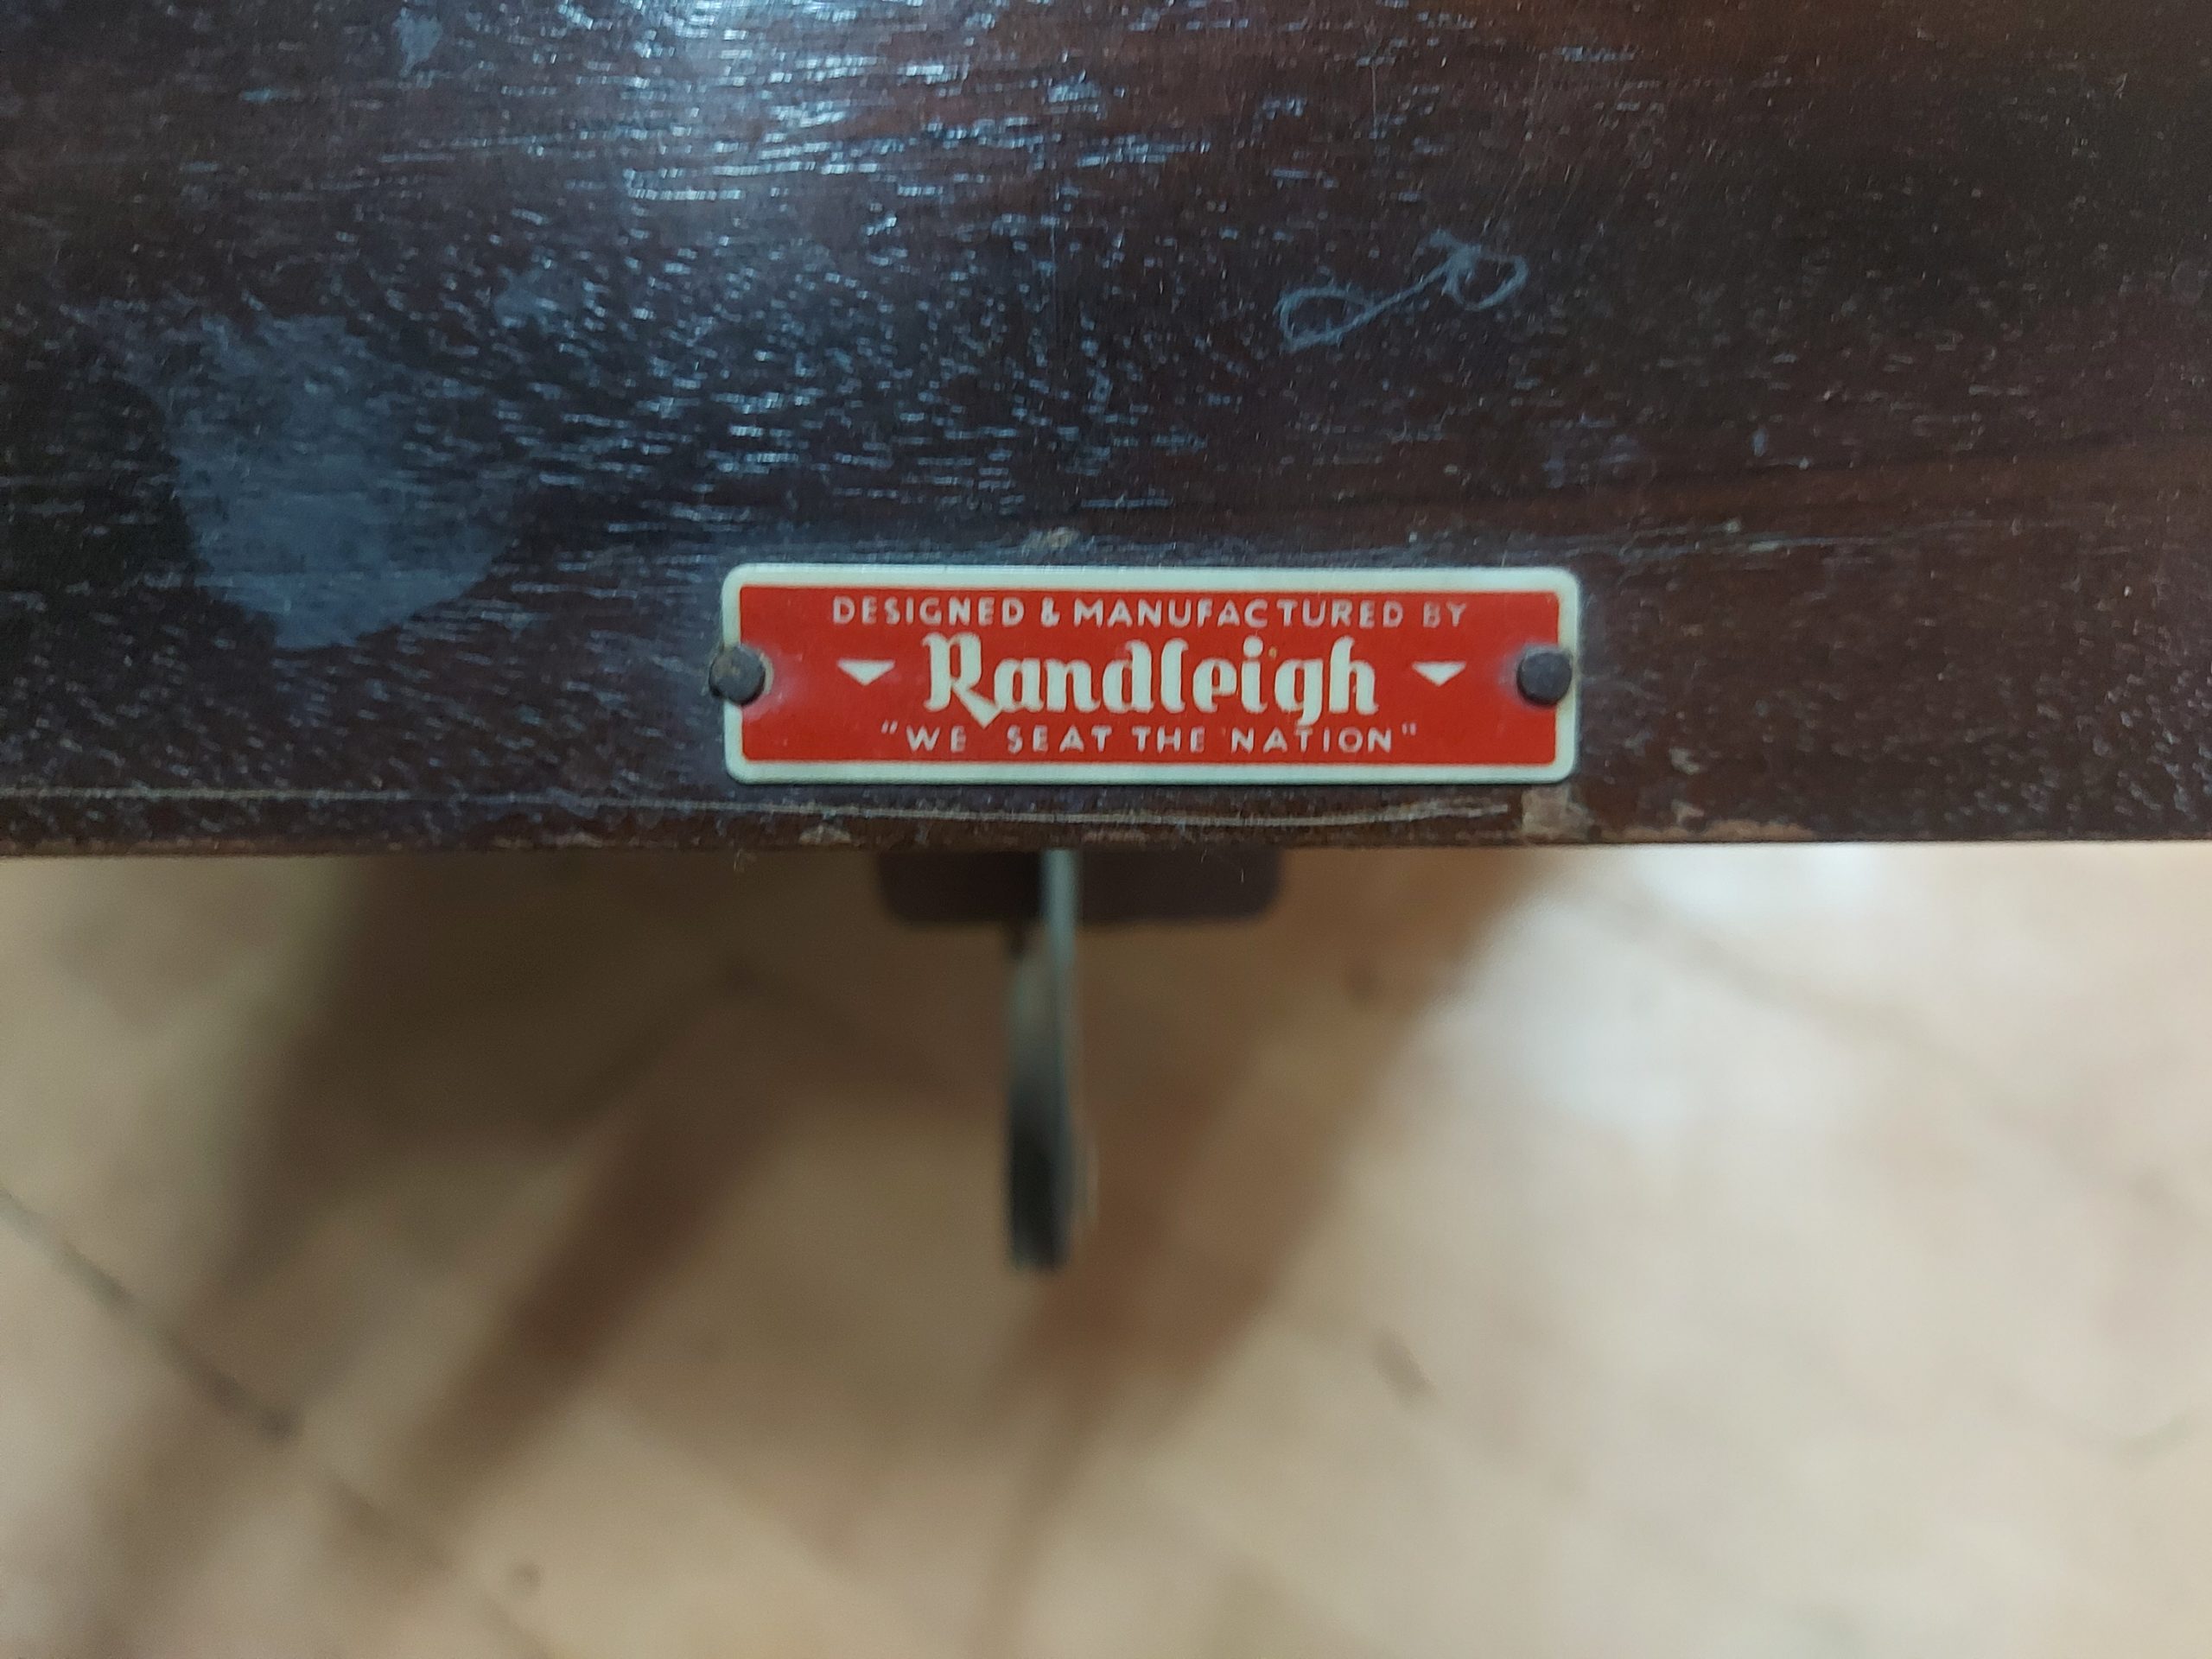 DESIGNED & MANUFACTURED BY
Randleigh
"WE SEAT THE NATION"